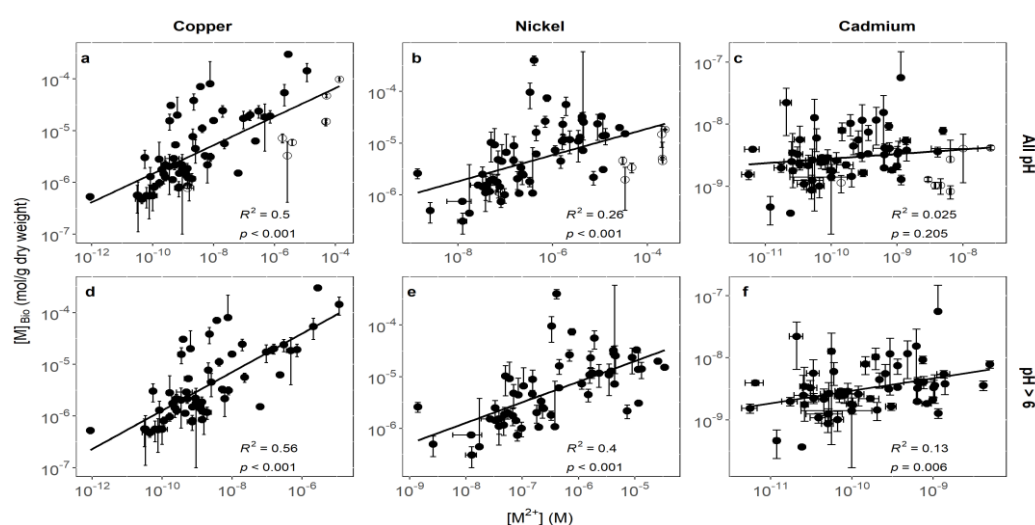 Copper Nickel Cadmium
a b c
10⁻⁴ 10⁻⁵ 10⁻⁶ 10⁻⁷
10⁻⁴ 10⁻⁵ 10⁻⁶
10⁻⁷ 10⁻⁸ 10⁻⁹
R² = 0.5
p < 0.001
R² = 0.26
p < 0.001
R² = 0.025
p = 0.205
All pH
10⁻¹² 10⁻¹⁰ 10⁻⁸ 10⁻⁶ 10⁻⁴
10⁻⁸ 10⁻⁶ 10⁻⁴
10⁻¹¹ 10⁻¹⁰ 10⁻⁹ 10⁻⁸
[M]Bio (mol/g dry weight)
d e f
10⁻⁴ 10⁻⁵ 10⁻⁶ 10⁻⁷
10⁻⁴ 10⁻⁵ 10⁻⁶
10⁻⁷ 10⁻⁸ 10⁻⁹
R² = 0.56
p < 0.001
R² = 0.4
p < 0.001
R² = 0.13
p = 0.006
pH > 6
10⁻¹² 10⁻¹⁰ 10⁻⁸ 10⁻⁶
10⁻⁹ 10⁻⁸ 10⁻⁷ 10⁻⁶ 10⁻⁵
10⁻¹¹ 10⁻¹⁰ 10⁻⁹
[M²⁺] (M)